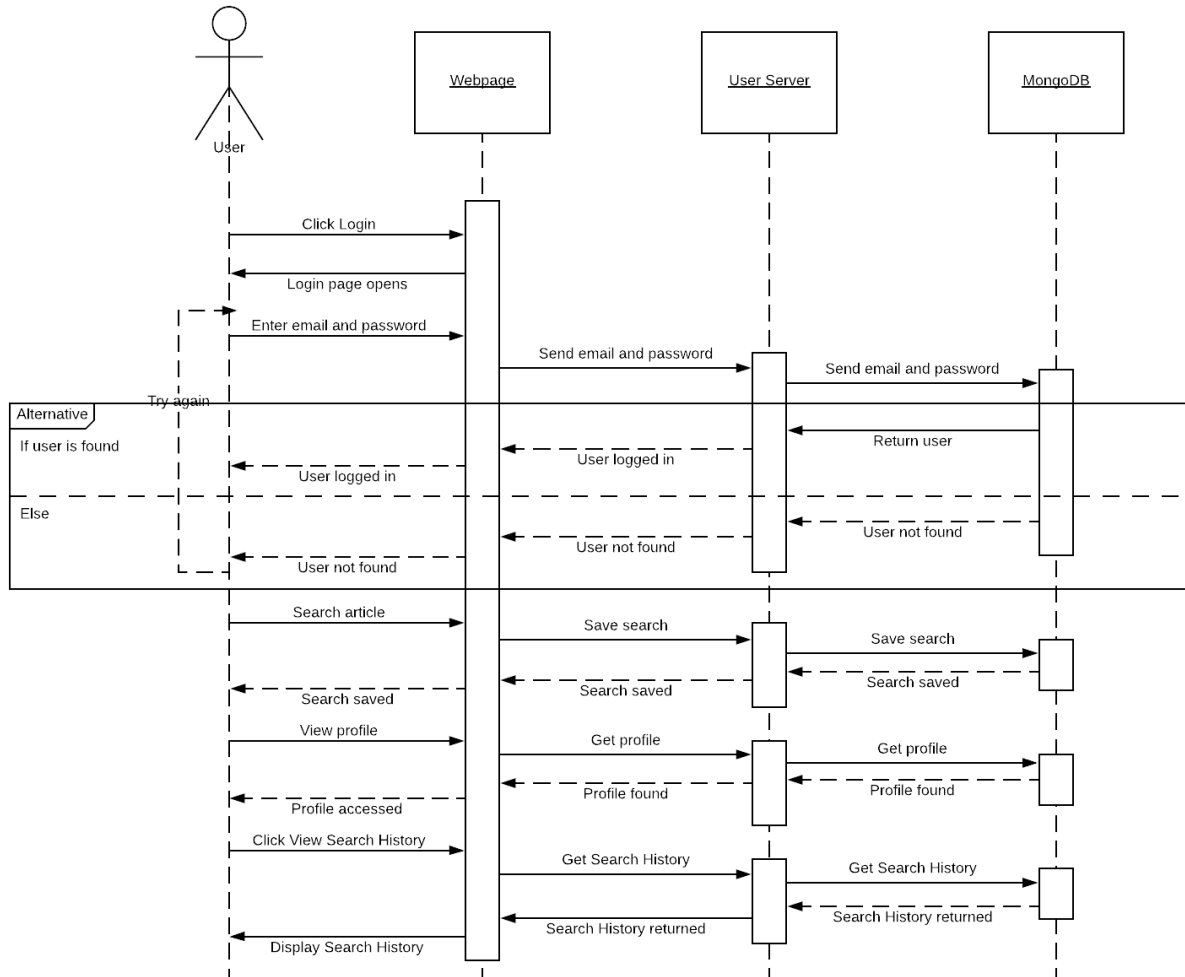 Webpage
User Server
MongoDB
User
Click Login
Login page opens
Enter email and password
Send email and password
Send email and password
Try again
Alternative
If user is found
Return user
User logged in
User logged in
Else
User not found
User not found
User not found
Search article
Save search
Save search
Search saved
Search saved
Search saved
View profile
Get profile
Get profile
Profile found
Profile found
Profile accessed
Click View Search History
Get Search History
Get Search History
Search History returned
Search History returned
Display Search History